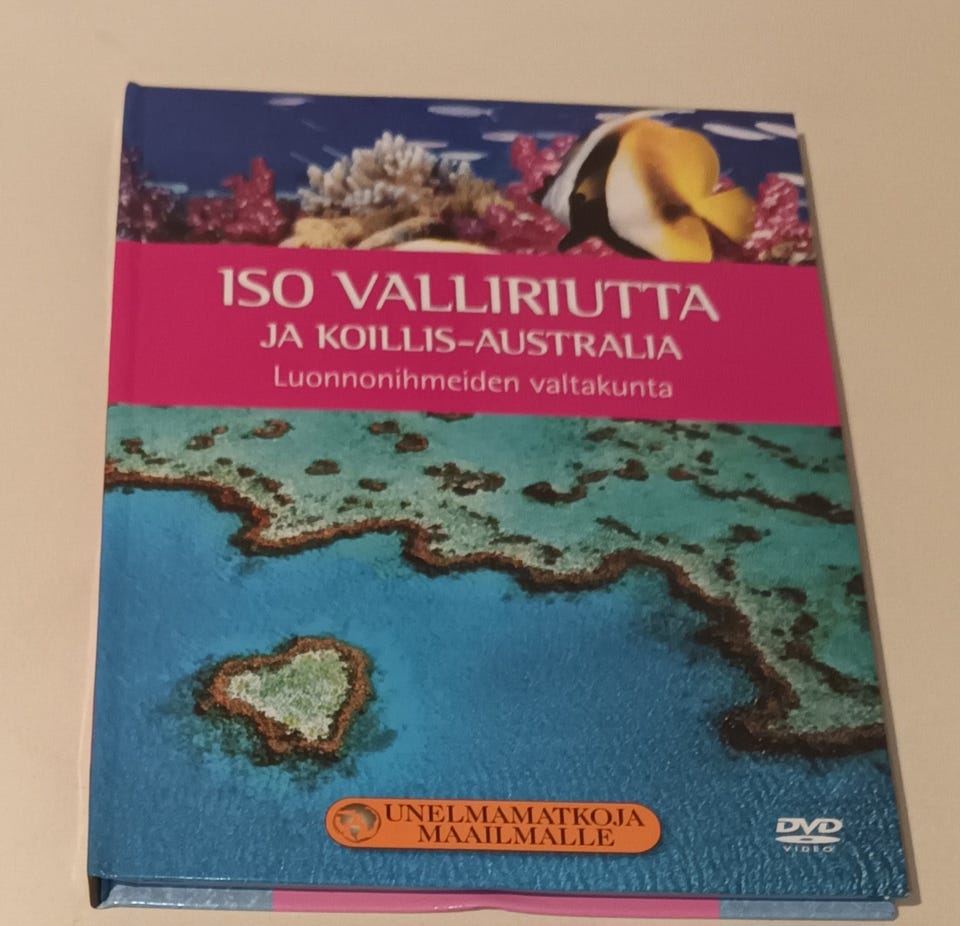 ISO VALLIRIUTTA
JA KOILLIS-AUSTRALIA
Luonnonihmeiden valtakunta
UNELMAMATKOJA
MAAILMALLE
DVD
VIDEO